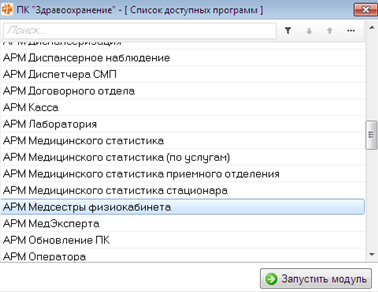 ПК "Здравоохранение" - [ Список доступных программ ]
Поиск...
АРМ Диспансеризация
АРМ Диспансерное наблюдение
АРМ Диспетчера СМП
АРМ Договорного отдела
АРМ Касса
АРМ Лаборатория
АРМ Медицинского статистика
АРМ Медицинского статистика (по услугам)
АРМ Медицинского статистика приемного отделения
АРМ Медицинского статистика стационара
АРМ Медсестры физиокабинета
АРМ МедЭксперта
АРМ Обновление ПК
АРМ Оператора
Запустить модуль